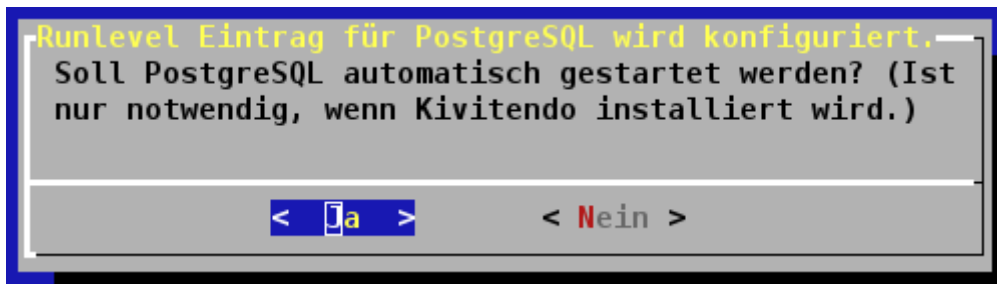 Runlevel Eintrag für PostgreSQL wird konfiguriert.
Soll PostgreSQL automatisch gestartet werden? (Ist
nur notwendig, wenn Kivitendo installiert wird.)
< Ja > < Nein >